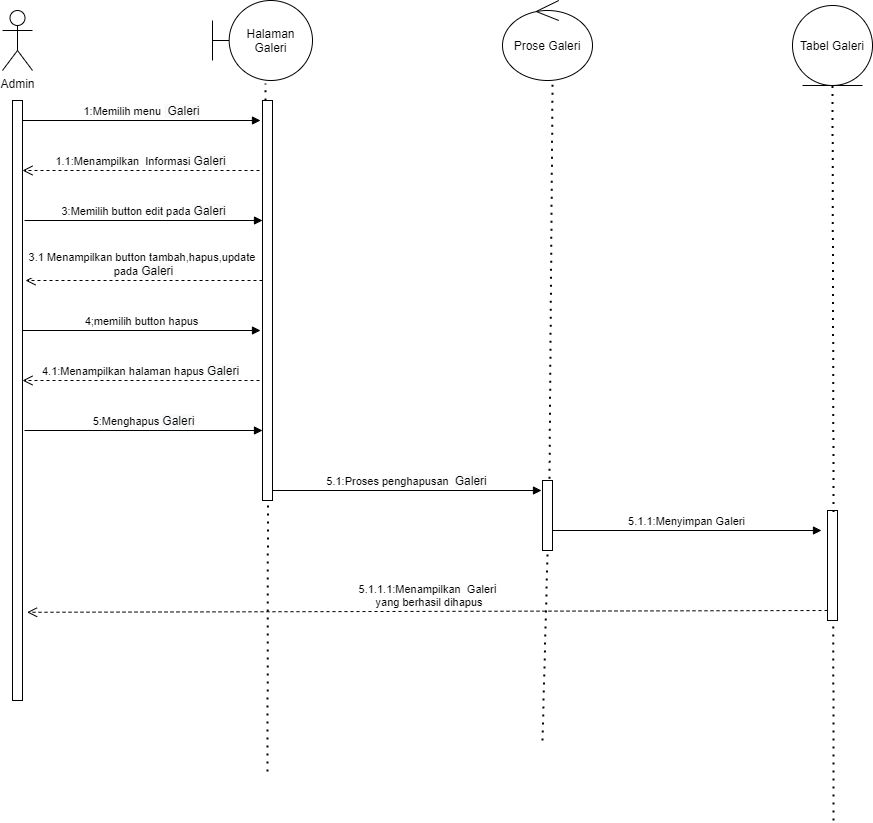 Halaman
Galeri
Prose Galeri
Tabel Galeri
Admin
1:Memilih menu  Galeri
1.1:Menampilkan  Informasi Galeri
3:Memilih button edit pada Galeri
3.1 Menampilkan button tambah,hapus,update
pada Galeri
4;memilih button hapus
4.1:Menampilkan halaman hapus Galeri
5:Menghapus Galeri
5.1:Proses penghapusan  Galeri
5.1.1:Menyimpan Galeri
5.1.1.1:Menampilkan  Galeri
yang berhasil dihapus